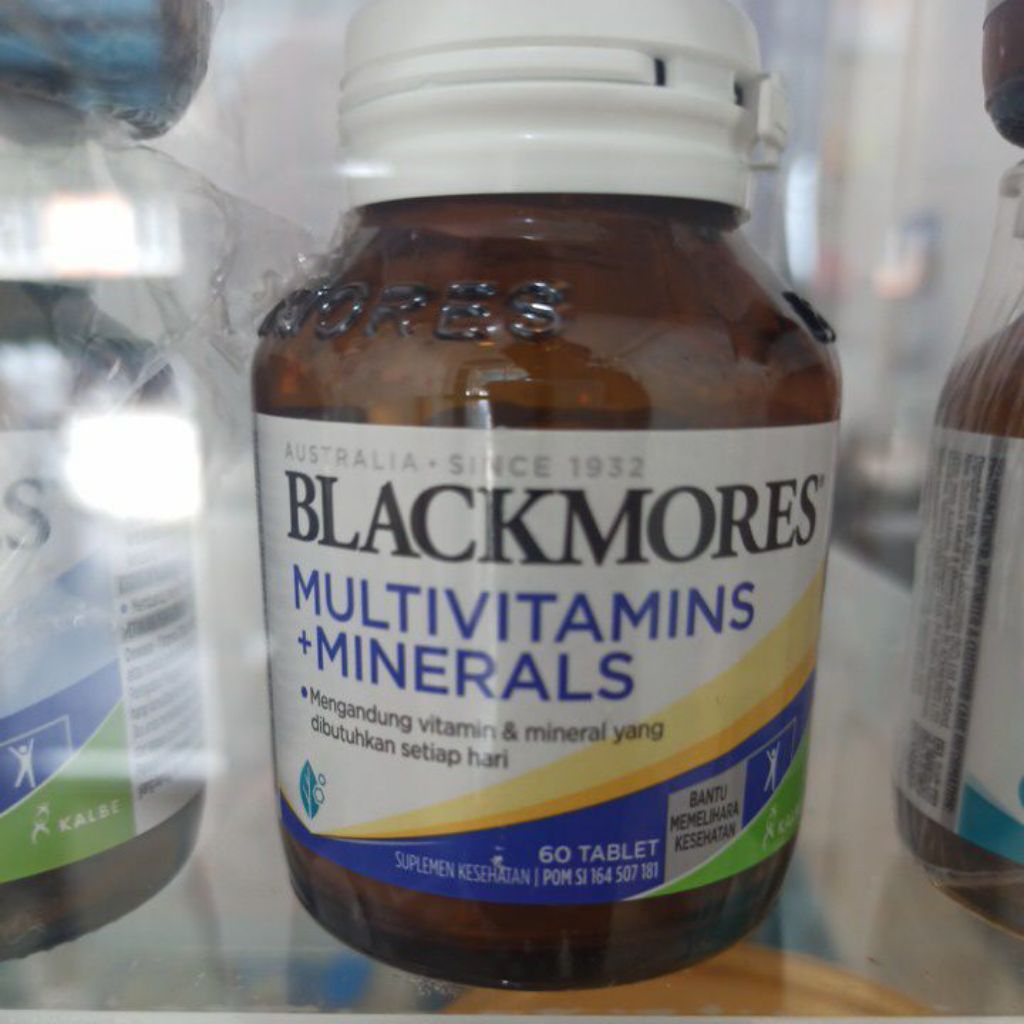 MORES
AUSTRALIA • SINCE 1932
BLACKMORES®
MULTIVITAMINS
+MINERALS
• Mengandung vitamin & mineral yang
dibutuhkan setiap hari
BANTU
MEMELIHARA
KESEHATAN
60 TABLET
SUPLEMEN KESEHATAN | POM SI 164 507 181
S
KALBE